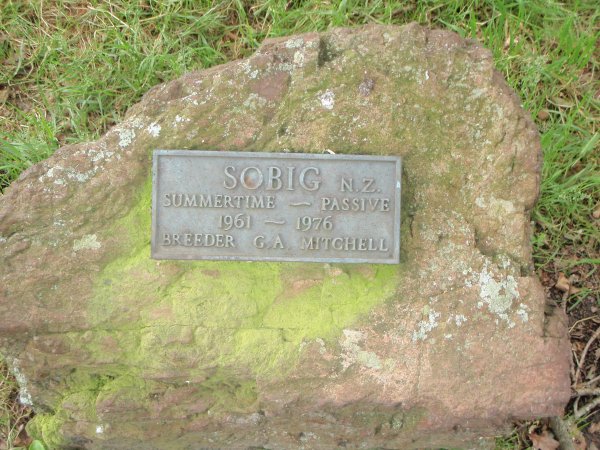 SOBIG N.Z.
SUMMERTIME ~ PASSIVE
1961 ~ 1976
BREEDER G.A. MITCHELL